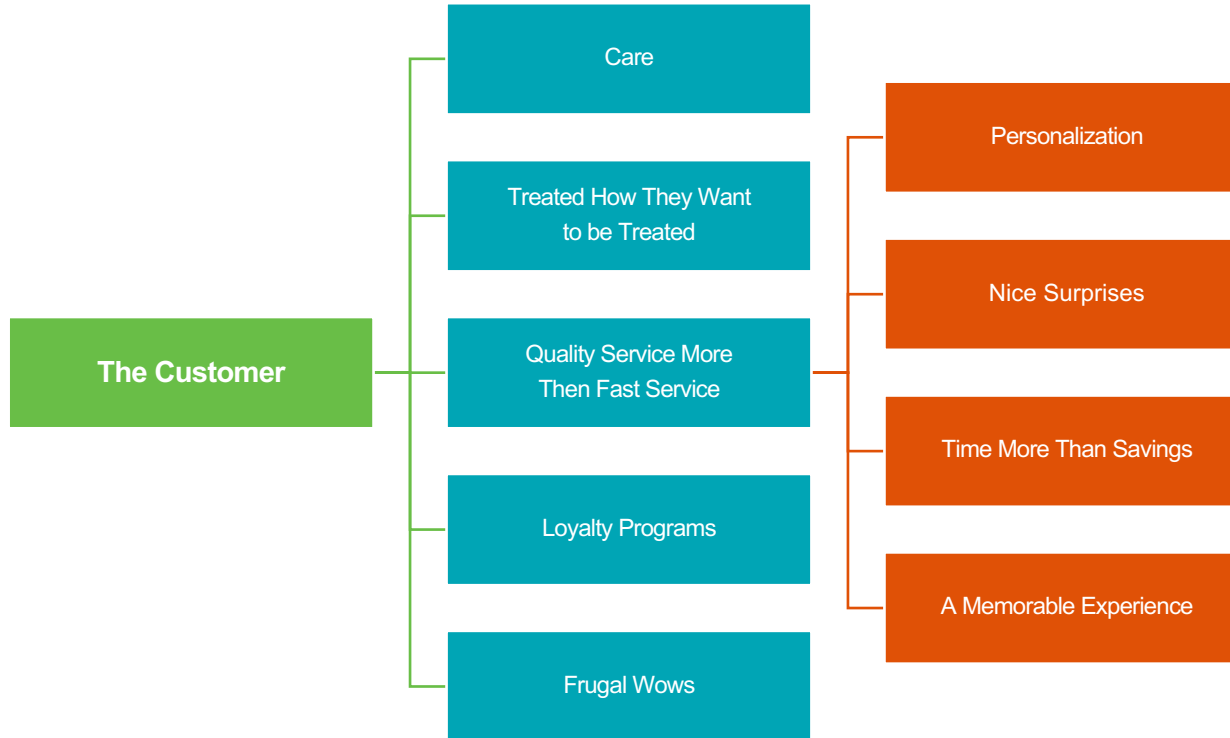 The Customer
Care
Treated How They Want
to be Treated
Quality Service More
Then Fast Service
Loyalty Programs
Frugal Wows
Personalization
Nice Surprises
Time More Than Savings
A Memorable Experience